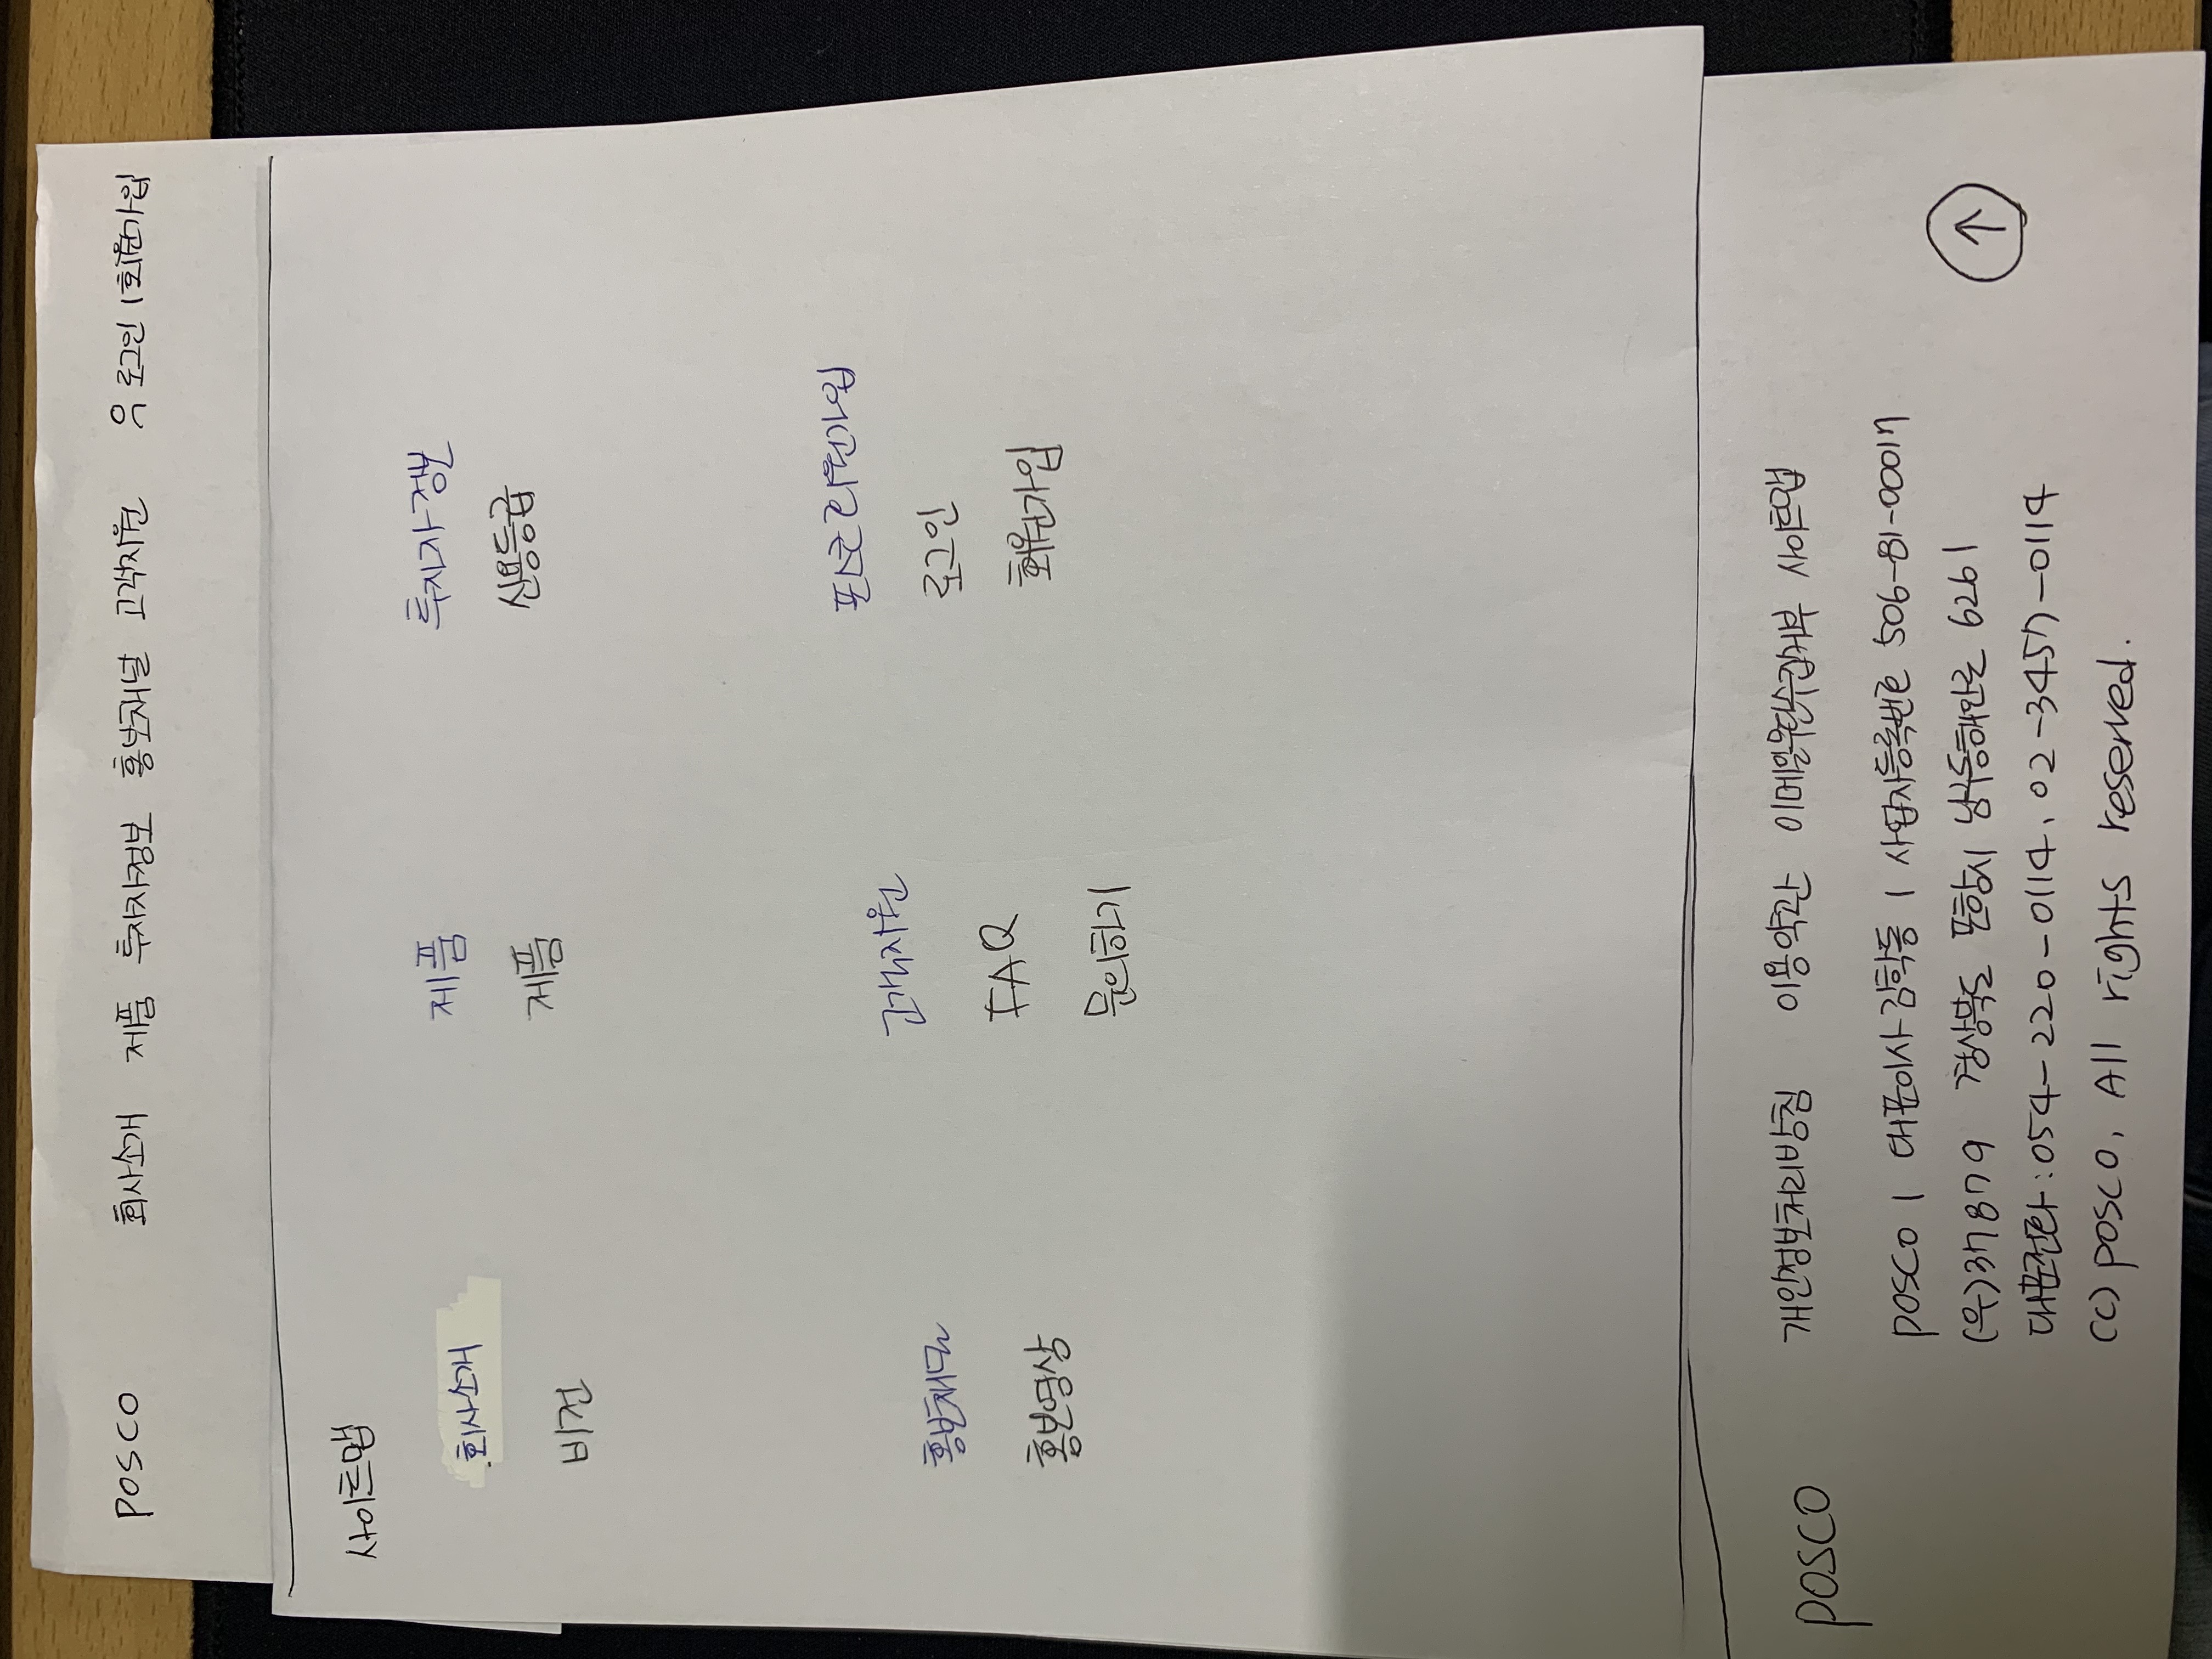 POSCO 회사소개 제품 투자자정보 홍보채널 고객지원 로그인 | 회원가입
사이트맵
회사소개 제품 투자자정보
비전 제품 신용등급
홍보채널 고객지원 포스코 회원가입
홍보영상 FAQ 로그인
문의하기 회원가입
POSCO 개인정보처리방침 이용약관 이메일무단수집거부 사이트맵
POSCO | 대표이사 김학동 | 사업자등록번호 506-81-00017
(우)37879 경상북도 포항시 남구동해안로 6261
대표전화 : 054-220-0114, 02-3457-0114
(C) POSCO, All rights reserved.